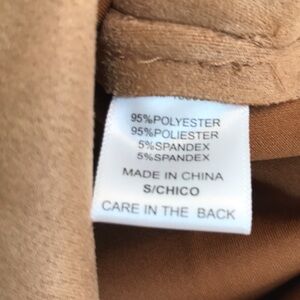 95%POLYESTER
95%POLIESTER
5%SPANDEX
5%SPANDEX
MADE IN CHINA
S/CHICO
CARE IN THE BACK